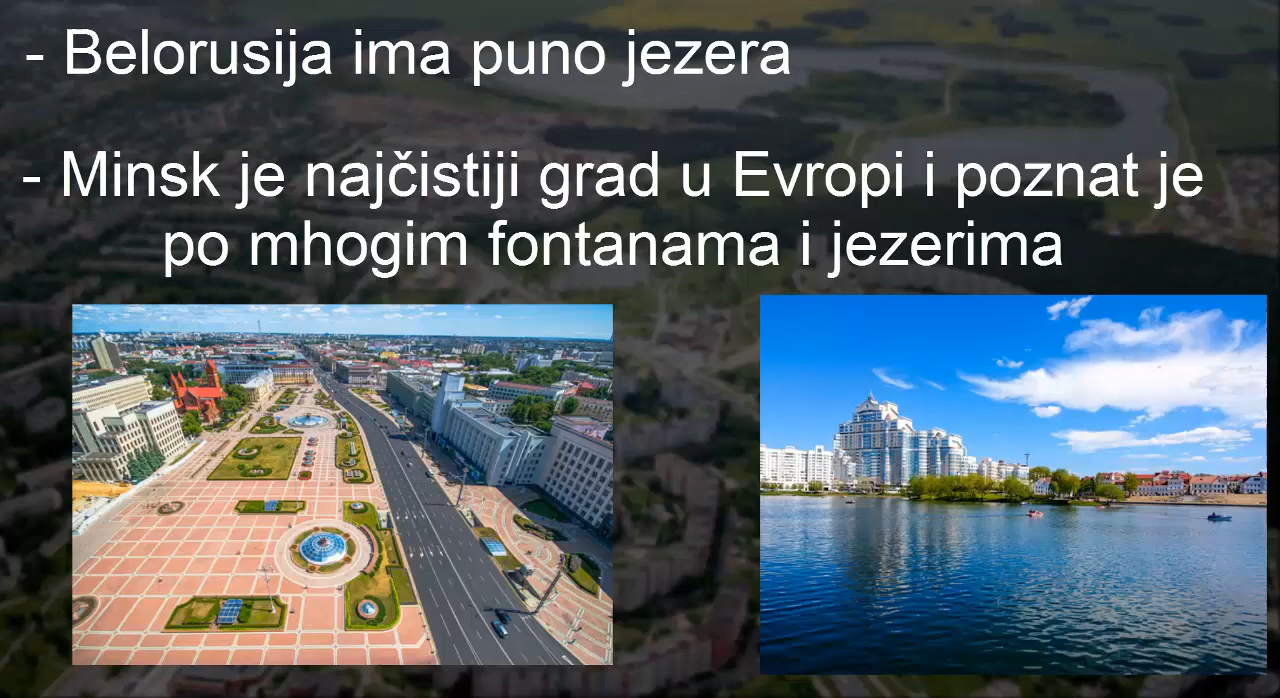 - Belorusija ima puno jezera
- Minsk je najčistiji grad u Evropi i poznat je
po mhogim fontanama i jezerima